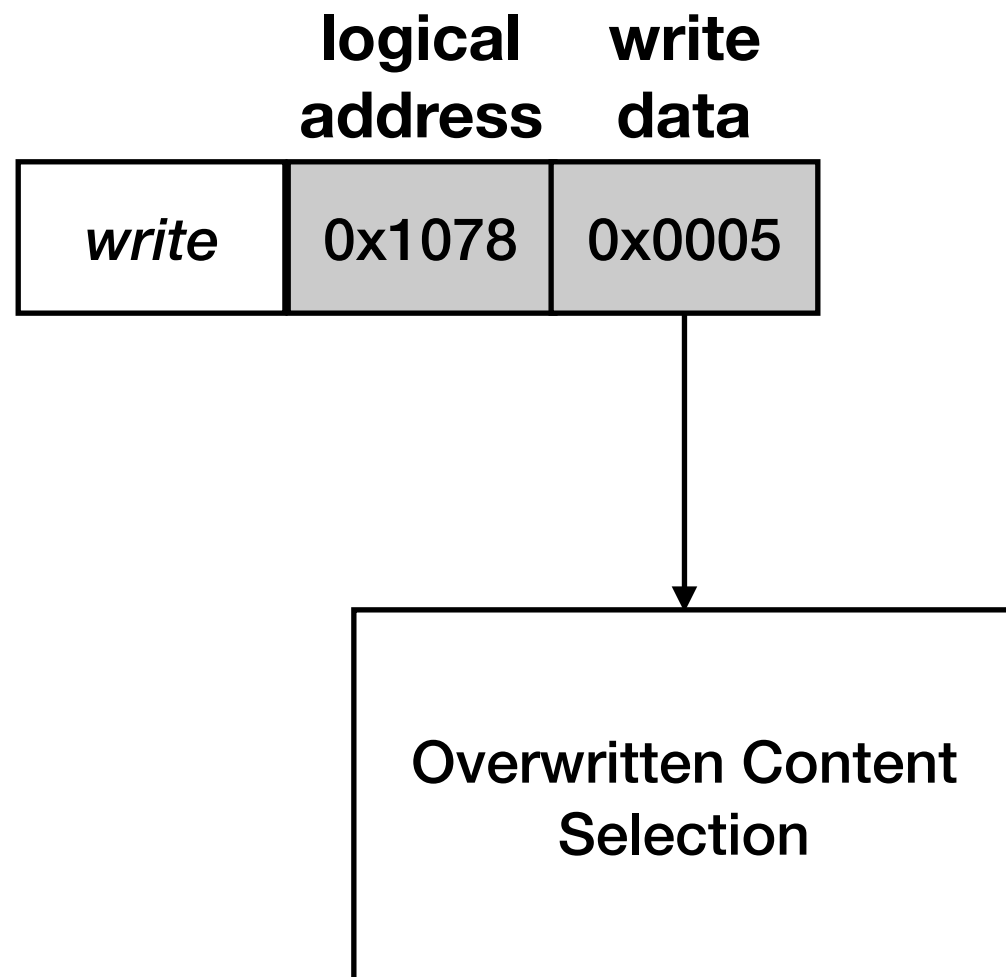 logical write
address data
write 0x1078 0x0005
Overwritten Content
Selection